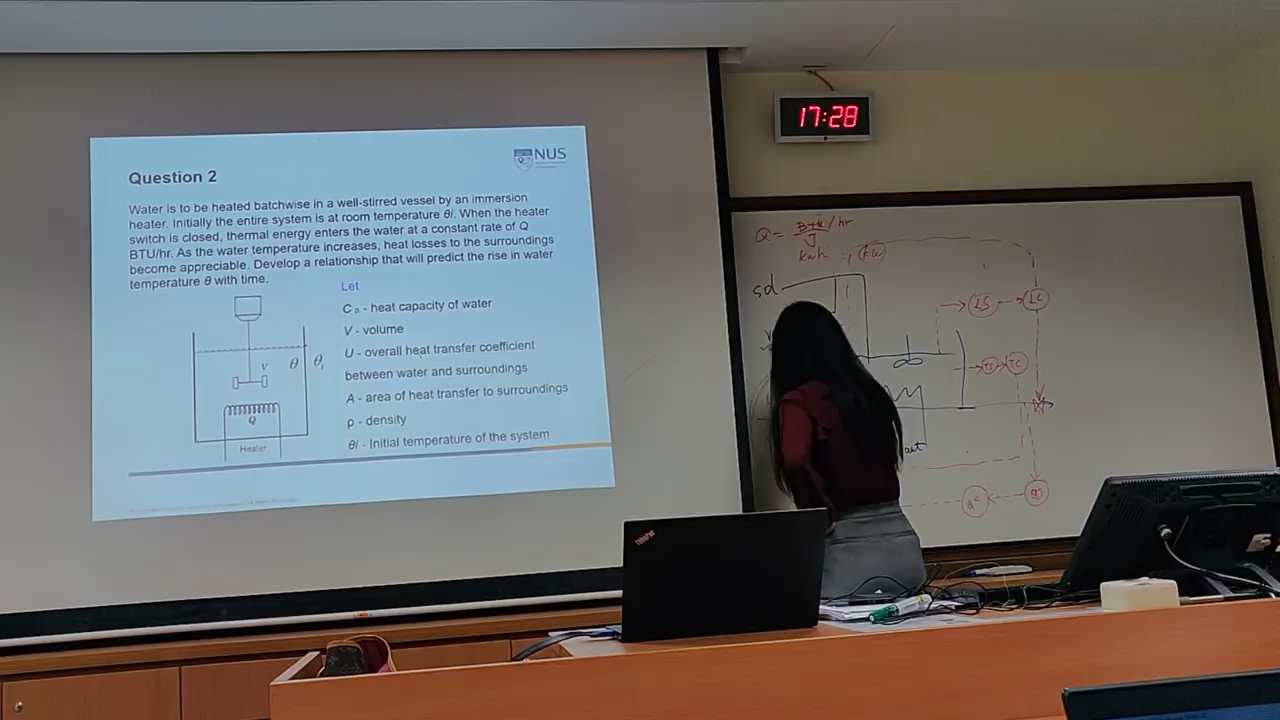 Question 2
NUS
Water is to be heated batchwise in a well-stirred vessel by an immersion
heater. Initially the entire system is at room temperature θi. When the heater
switch is closed, thermal energy enters the water at a constant rate of Q
BTU/hr. As the water temperature increases, heat losses to the surroundings
become appreciable. Develop a relationship that will predict the rise in water
temperature θ with time.
Let
Cp - heat capacity of water
V - volume
U - overall heat transfer coefficient
between water and surroundings
A - area of heat transfer to surroundings
ρ - density
θi - Initial temperature of the system
V
θ
θi
Q
Heater
17:28
Q = Btu/hr
J
sd
LS
LC
TS
TC
ThinkPad